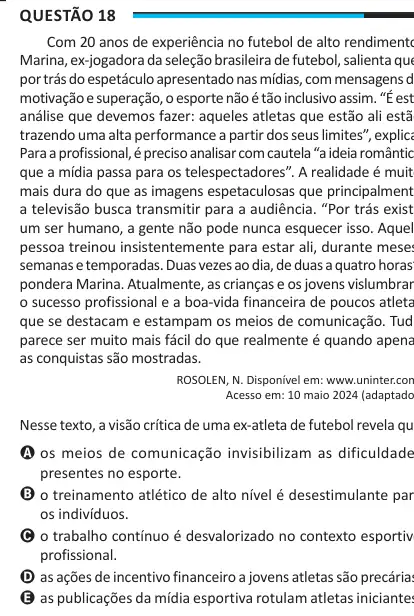 QUESTÃO 18
Com 20 anos de experiência no futebol de alto rendimento
Marina, ex-jogadora da seleção brasileira de futebol, salienta que
por trás do espetáculo apresentado nas mídias, com mensagens d
motivação e superação, o esporte não é tão inclusivo assim. “É est
análise que devemos fazer: aqueles atletas que estão ali estã
trazendo uma alta performance a partir dos seus limites”, explica
Para a profissional, é preciso analisar com cautela “a ideia romântic
que a mídia passa para os telespectadores”. A realidade é muit
mais dura do que as imagens espetaculosas que principalment
a televisão busca transmitir para a audiência. “Por trás exist
um ser humano, a gente não pode nunca esquecer isso. Aquel
pessoa treinou insistentemente para estar ali, durante meses
semanas e temporadas. Duas vezes ao dia, de duas a quatro horas”
pondera Marina. Atualmente, as crianças e os jovens vislumbrar
o sucesso profissional e a boa-vida financeira de poucos atleta
que se destacam e estampam os meios de comunicação. Tud
parece ser muito mais fácil do que realmente é quando apena
as conquistas são mostradas.
ROSOLEN, N. Disponível em: www.uninter.com
Acesso em: 10 maio 2024 (adaptado
Nesse texto, a visão crítica de uma ex-atleta de futebol revela qu
A os meios de comunicação invisibilizam as dificuldade
presentes no esporte.
B o treinamento atlético de alto nível é desestimulante par
os indivíduos.
C o trabalho contínuo é desvalorizado no contexto esportiv
profissional.
D as ações de incentivo financeiro a jovens atletas são precárias
E as publicações da mídia esportiva rotulam atletas iniciantes